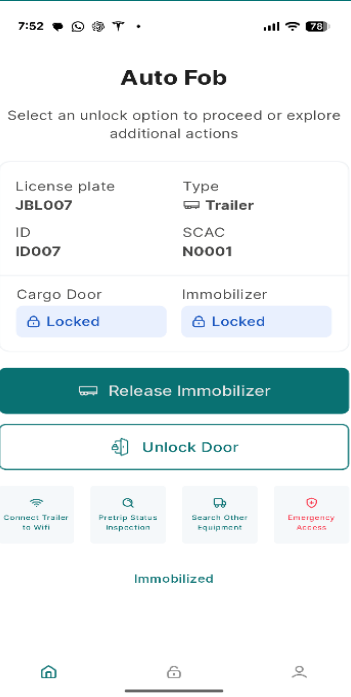 7:52
78
Auto Fob
Select an unlock option to proceed or explore
additional actions
License plate
Type
JBL007
Trailer
ID
SCAC
ID007
N0001
Cargo Door
Immobilizer
Locked
Locked
Release Immobilizer
Unlock Door
Connect Trailer
to Wifi
Pretrip Status
Inspection
Search Other
Equipment
Emergency
Access
Immobilized